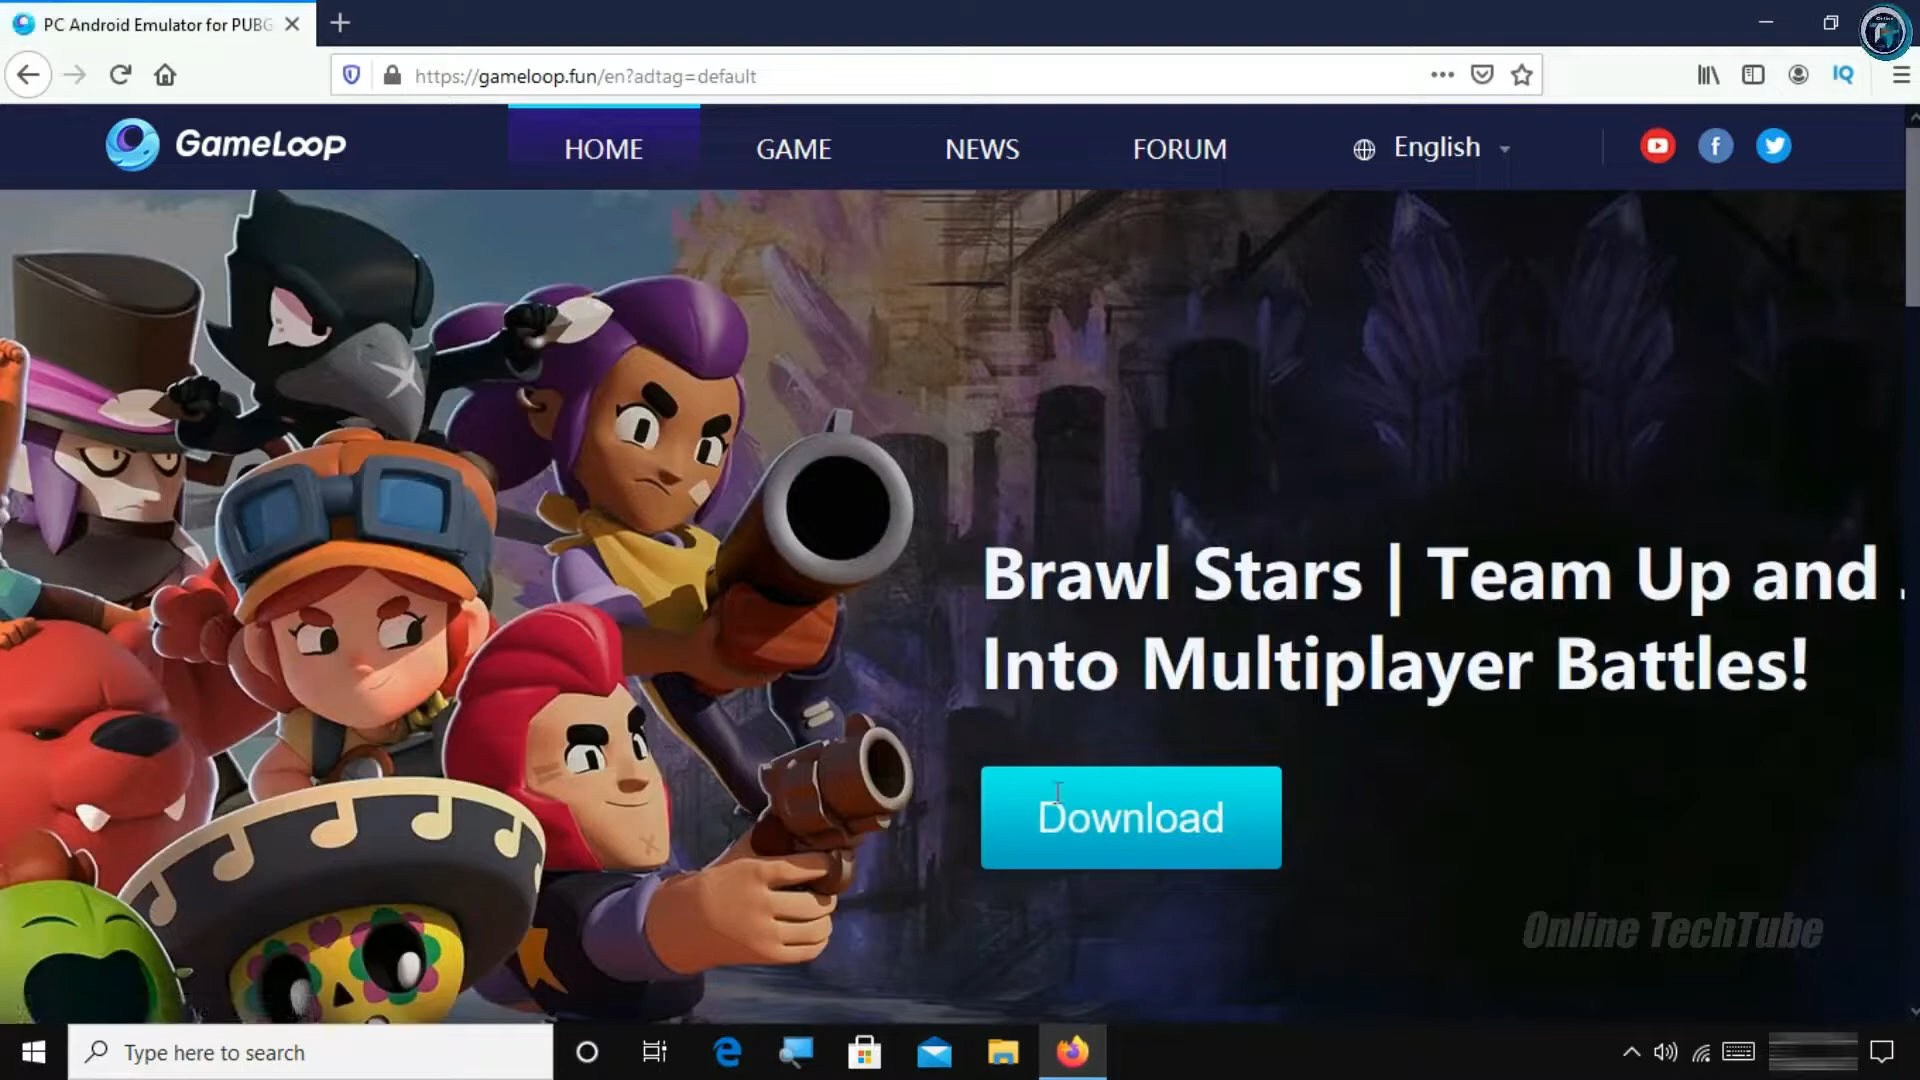 PC Android Emulator for PUBG
https://gameloop.fun/en?adtag=default
IQ
GameLoop
HOME
GAME
NEWS
FORUM
English
Brawl Stars | Team Up and
Into Multiplayer Battles!
Download
Online TechTube
Type here to search